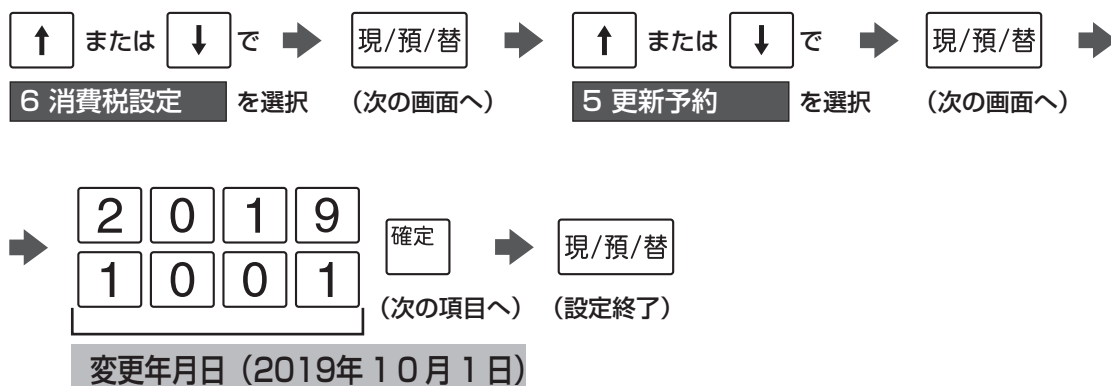 ↑ または ↓ で 現/預/替 ↑ または ↓ で 現/預/替
6 消費税設定 を選択 (次の画面へ) 5 更新予約 を選択 (次の画面へ)
2 0 1 9
確定 現/預/替
1 0 0 1
(次の項目へ) (設定終了)
変更年月日(2019年10月1日)